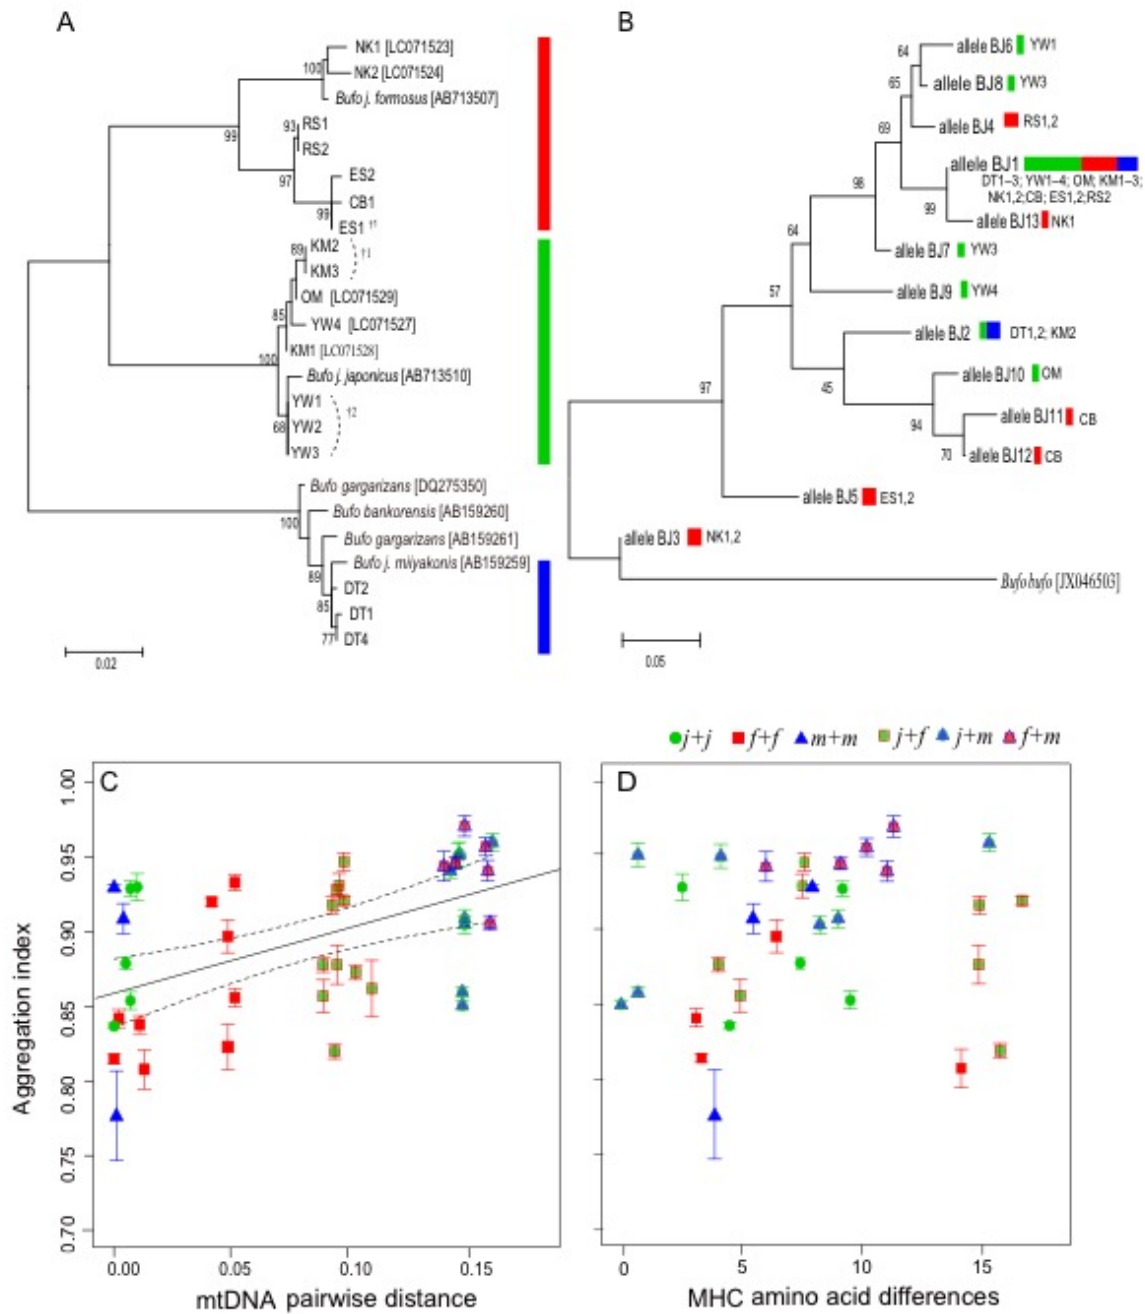 A
NK1 [LC071523]
100
NK2 [LC071524]
Bufo j. formosus [AB713507]
99
93 RS1
RS2
97
ES2
CB1
99
ES1 †1
KM2
89
KM3
†1
OM [LC071529]
85
YW4 [LC071527]
100
KM1 [LC071528]
Bufo j. japonicus [AB713510]
YW1
68 YW2
†2
YW3
Bufo gargarizans [DQ275350]
100
Bufo bankorensis [AB159260]
Bufo gargarizans [AB159261]
89
Bufo j. miiyakonis [AB159259]
DT2
85
DT1
77 DT4
0.02
B
64
allele BJ6 YW1
65
allele BJ8 YW3
allele BJ4 RS1,2
69
allele BJ1
DT1–3; YW1–4; OM; KM1–3;
NK1,2;CB; ES1,2;RS2
98
99
allele BJ13 NK1
64
allele BJ7 YW3
57
allele BJ9 YW4
allele BJ2 DT1,2; KM2
97
45
allele BJ10 OM
94
allele BJ11 CB
70
allele BJ12 CB
allele BJ5 ES1,2
allele BJ3 NK1,2
Bufo bufo [JX046503]
0.05
j+j f+f m+m j+f j+m f+m
C
1.00
0.95
0.90
0.85
0.80
0.75
0.70
Aggregation index
0.00 0.05 0.10 0.15
mtDNA pairwise distance
D
0 5 10 15
MHC amino acid differences